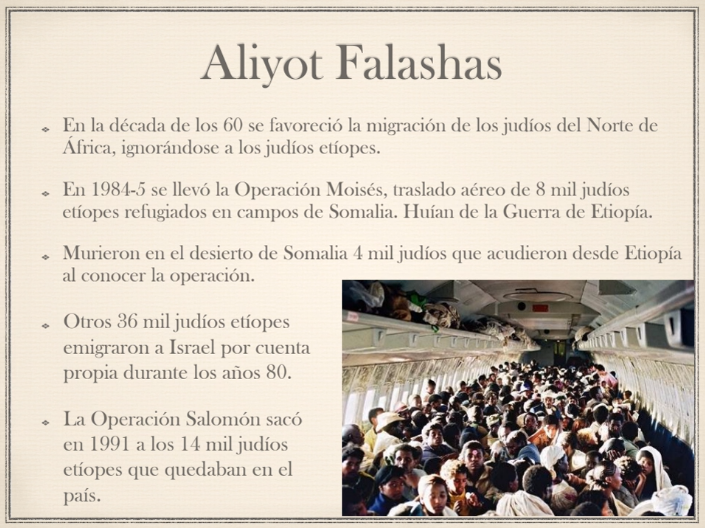 Aliyot Falashas
En la década de los 60 se favoreció la migración de los judíos del Norte de
África, ignorándose a los judíos etíopes.
En 1984-5 se llevó la Operación Moisés, traslado aéreo de 8 mil judíos
etíopes refugiados en campos de Somalia. Huían de la Guerra de Etiopía.
Murieron en el desierto de Somalia 4 mil judíos que acudieron desde Etiopía
al conocer la operación.
Otros 36 mil judíos etíopes
emigraron a Israel por cuenta
propia durante los años 80.
La Operación Salomón sacó
en 1991 a los 14 mil judíos
etíopes que quedaban en el
país.